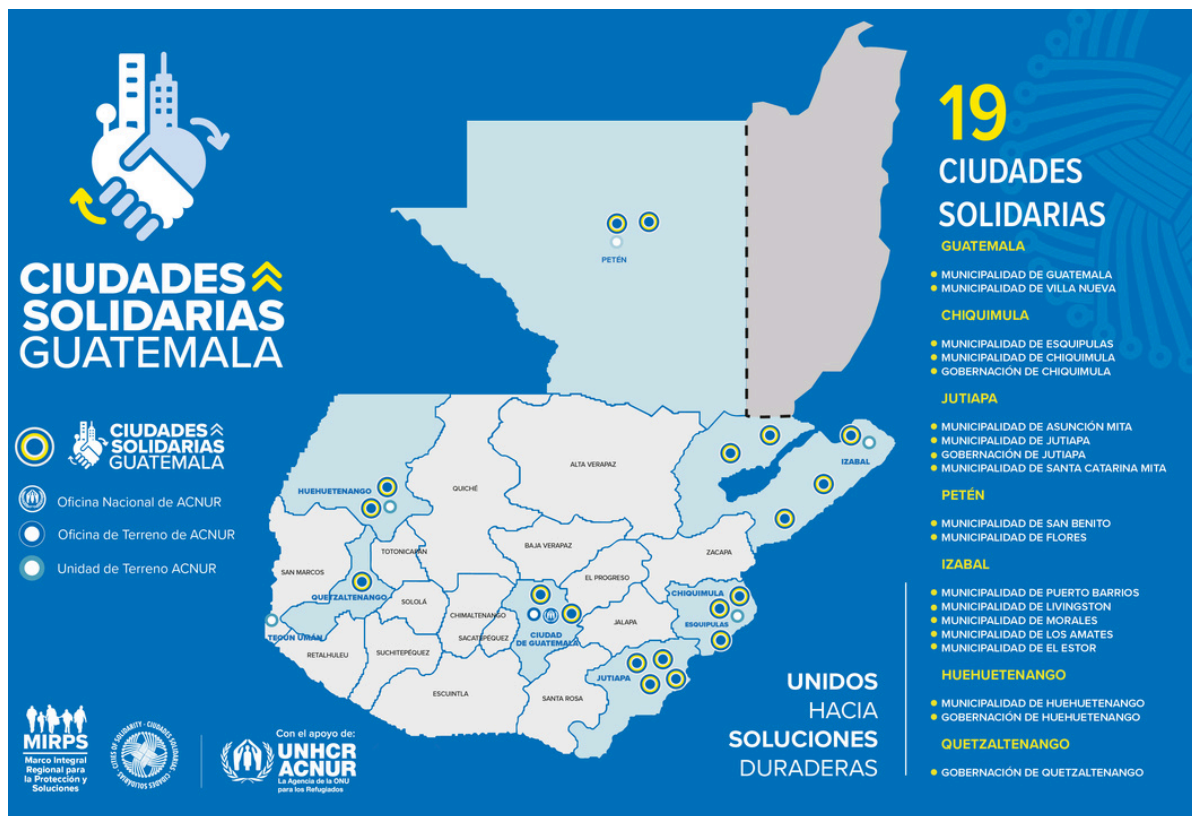 CIUDADES
SOLIDARIAS
GUATEMALA
CIUDADES
SOLIDARIAS
GUATEMALA
Oficina Nacional de ACNUR
Oficina de Terreno de ACNUR
Unidad de Terreno ACNUR
PETÉN
IZABAL
ALTA VERAPAZ
HUEHUETENANGO
QUICHÉ
BAJA VERAPAZ
ZACAPA
TOTONICAPÁN
SAN MARCOS
EL PROGRESO
QUETZALTENANGO
CHIQUIMULA
SOLOLÁ
CHIMALTENANGO
JALAPA
ESQUIPULAS
TECÚN UMÁN
SACATEPÉQUEZ
CIUDAD
DE GUATEMALA
RETALHULEU
SUCHITEPÉQUEZ
JUTIAPA
ESCUINTLA
SANTA ROSA
19
CIUDADES
SOLIDARIAS
GUATEMALA
MUNICIPALIDAD DE GUATEMALA
MUNICIPALIDAD DE VILLA NUEVA
CHIQUIMULA
MUNICIPALIDAD DE ESQUIPULAS
MUNICIPALIDAD DE CHIQUIMULA
GOBERNACIÓN DE CHIQUIMULA
JUTIAPA
MUNICIPALIDAD DE ASUNCIÓN MITA
MUNICIPALIDAD DE JUTIAPA
GOBERNACIÓN DE JUTIAPA
MUNICIPALIDAD DE SANTA CATARINA MITA
PETÉN
MUNICIPALIDAD DE SAN BENITO
MUNICIPALIDAD DE FLORES
IZABAL
MUNICIPALIDAD DE PUERTO BARRIOS
MUNICIPALIDAD DE LIVINGSTON
MUNICIPALIDAD DE MORALES
MUNICIPALIDAD DE LOS AMATES
MUNICIPALIDAD DE EL ESTOR
HUEHUETENANGO
MUNICIPALIDAD DE HUEHUETENANGO
GOBERNACIÓN DE HUEHUETENANGO
QUETZALTENANGO
GOBERNACIÓN DE QUETZALTENANGO
UNIDOS
HACIA
SOLUCIONES
DURADERAS
MIRPS
Marco Integral
Regional para
la Protección y
Soluciones
Con el apoyo de:
UNHCR
ACNUR
La Agencia de la ONU
para los Refugiados